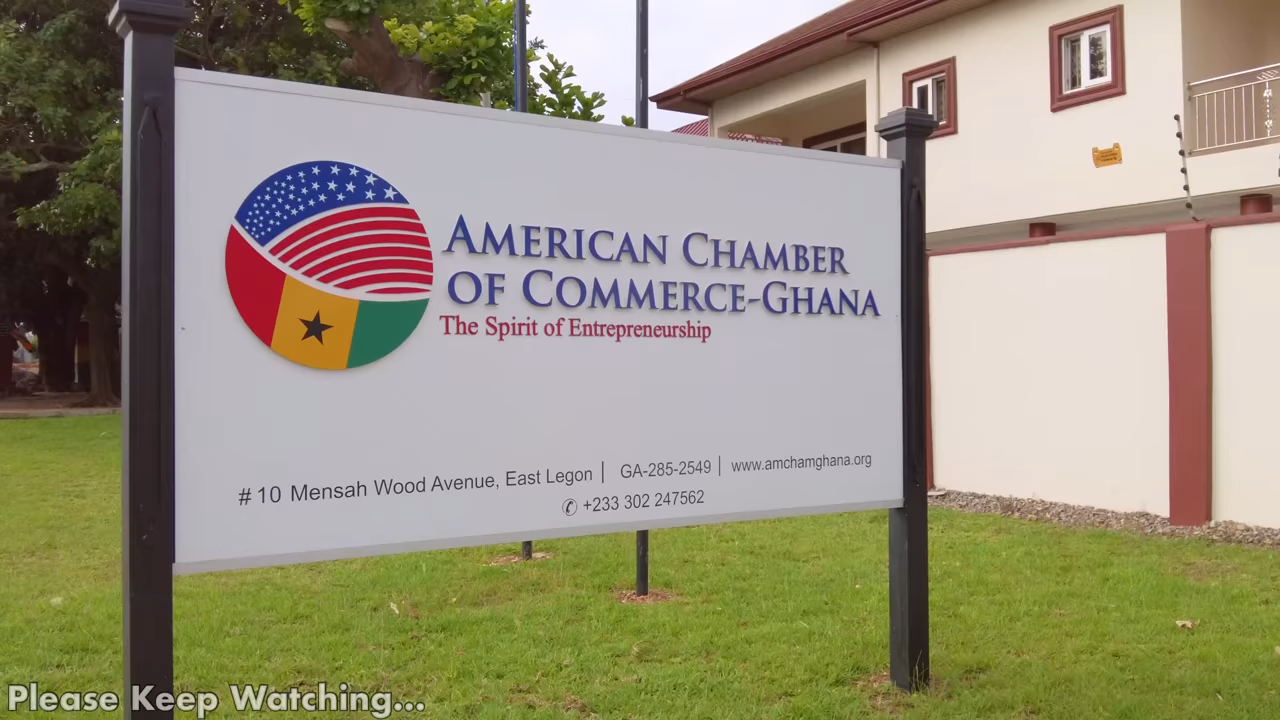 AMERICAN CHAMBER
OF COMMERCE-GHANA
The Spirit of Entrepreneurship
# 10 Mensah Wood Avenue, East Legon | GA-285-2549 | www.amchamghana.org
✆ +233 302 247562
Please Keep Watching...